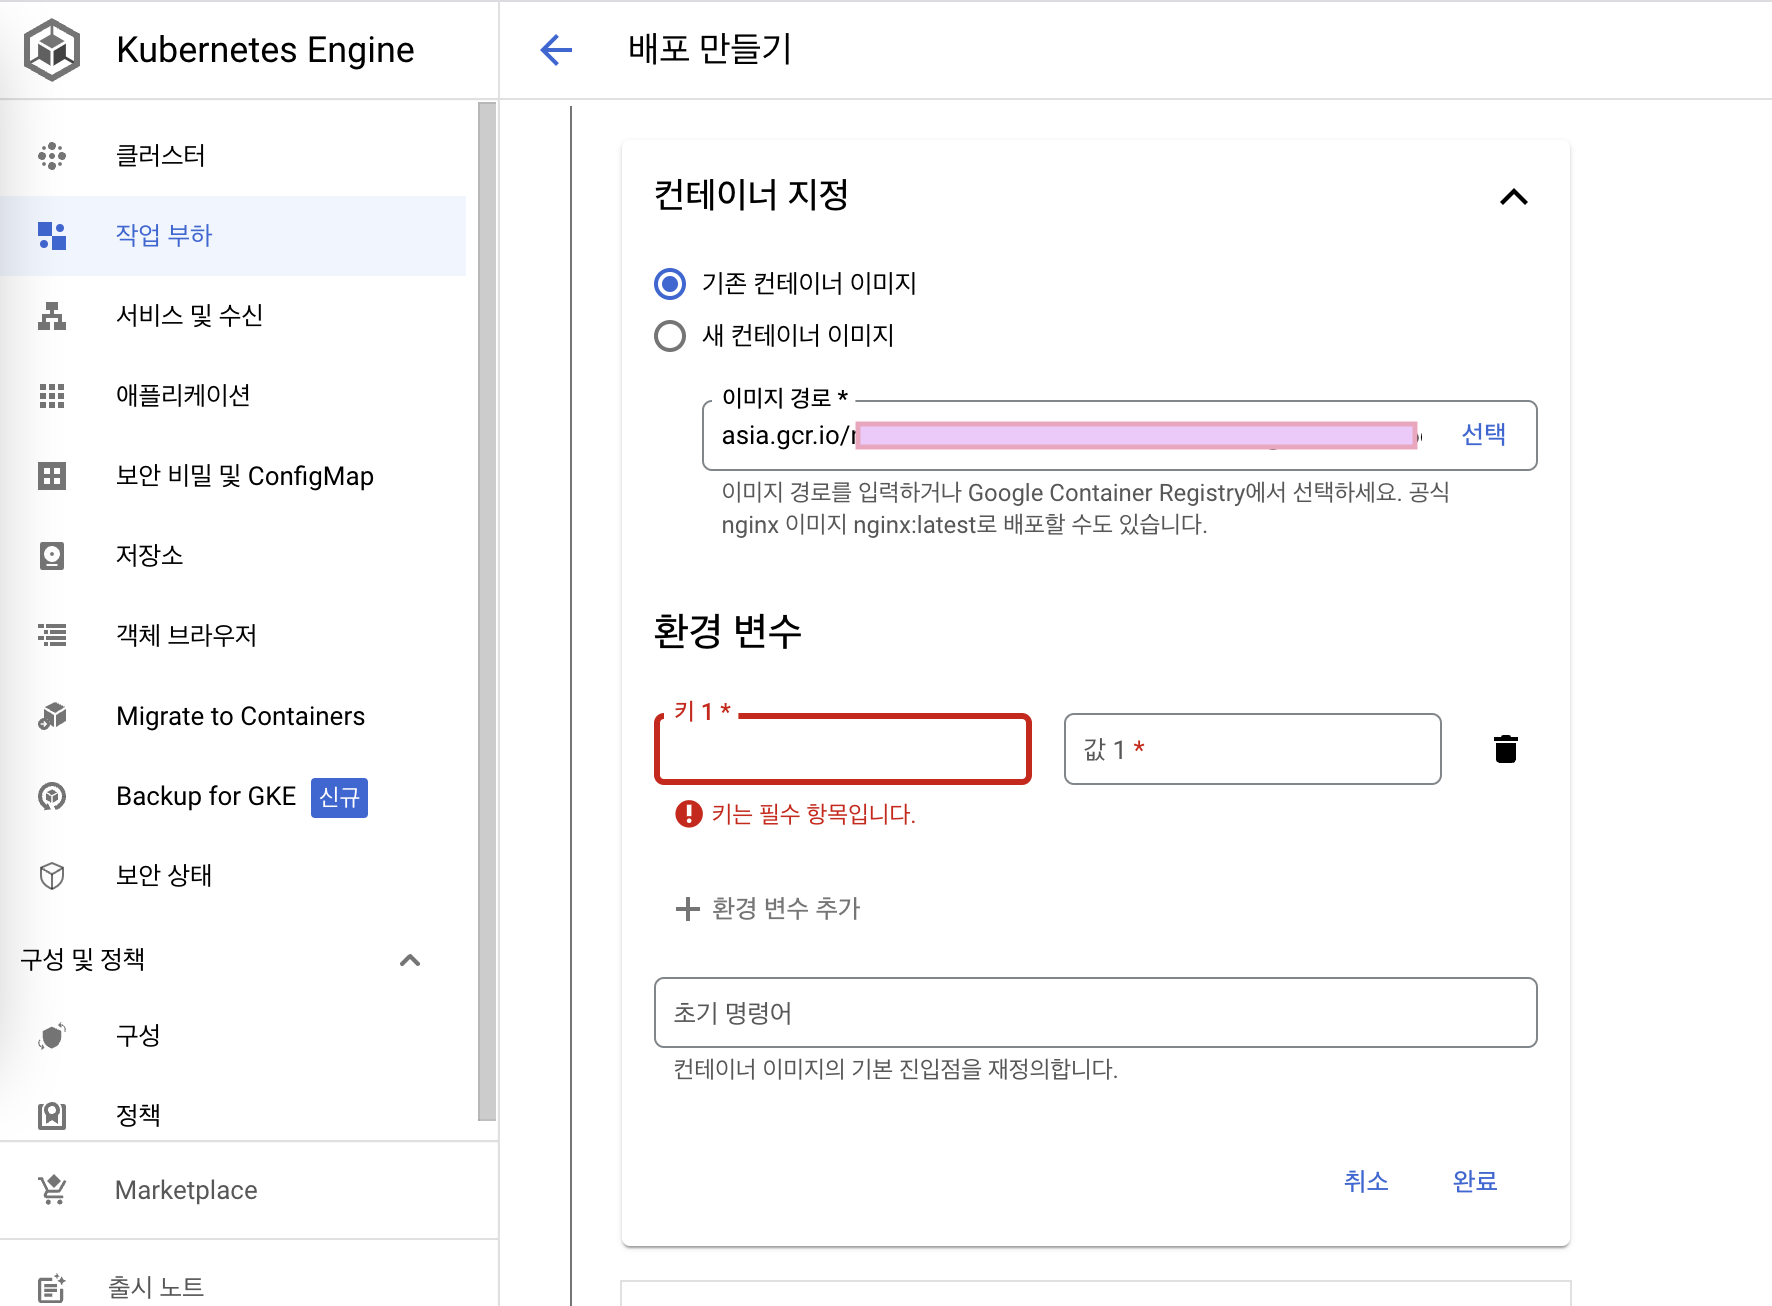 Kubernetes Engine
배포 만들기
클러스터
작업 부하
서비스 및 수신
애플리케이션
보안 비밀 및 ConfigMap
저장소
객체 브라우저
Migrate to Containers
Backup for GKE 신규
보안 상태
구성 및 정책
구성
정책
Marketplace
출시 노트
컨테이너 지정
기존 컨테이너 이미지
새 컨테이너 이미지
이미지 경로 *
asia.gcr.io/
선택
이미지 경로를 입력하거나 Google Container Registry에서 선택하세요. 공식
nginx 이미지 nginx:latest로 배포할 수도 있습니다.
환경 변수
키 1 *
값 1 *
키는 필수 항목입니다.
환경 변수 추가
초기 명령어
컨테이너 이미지의 기본 진입점을 재정의합니다.
취소
완료